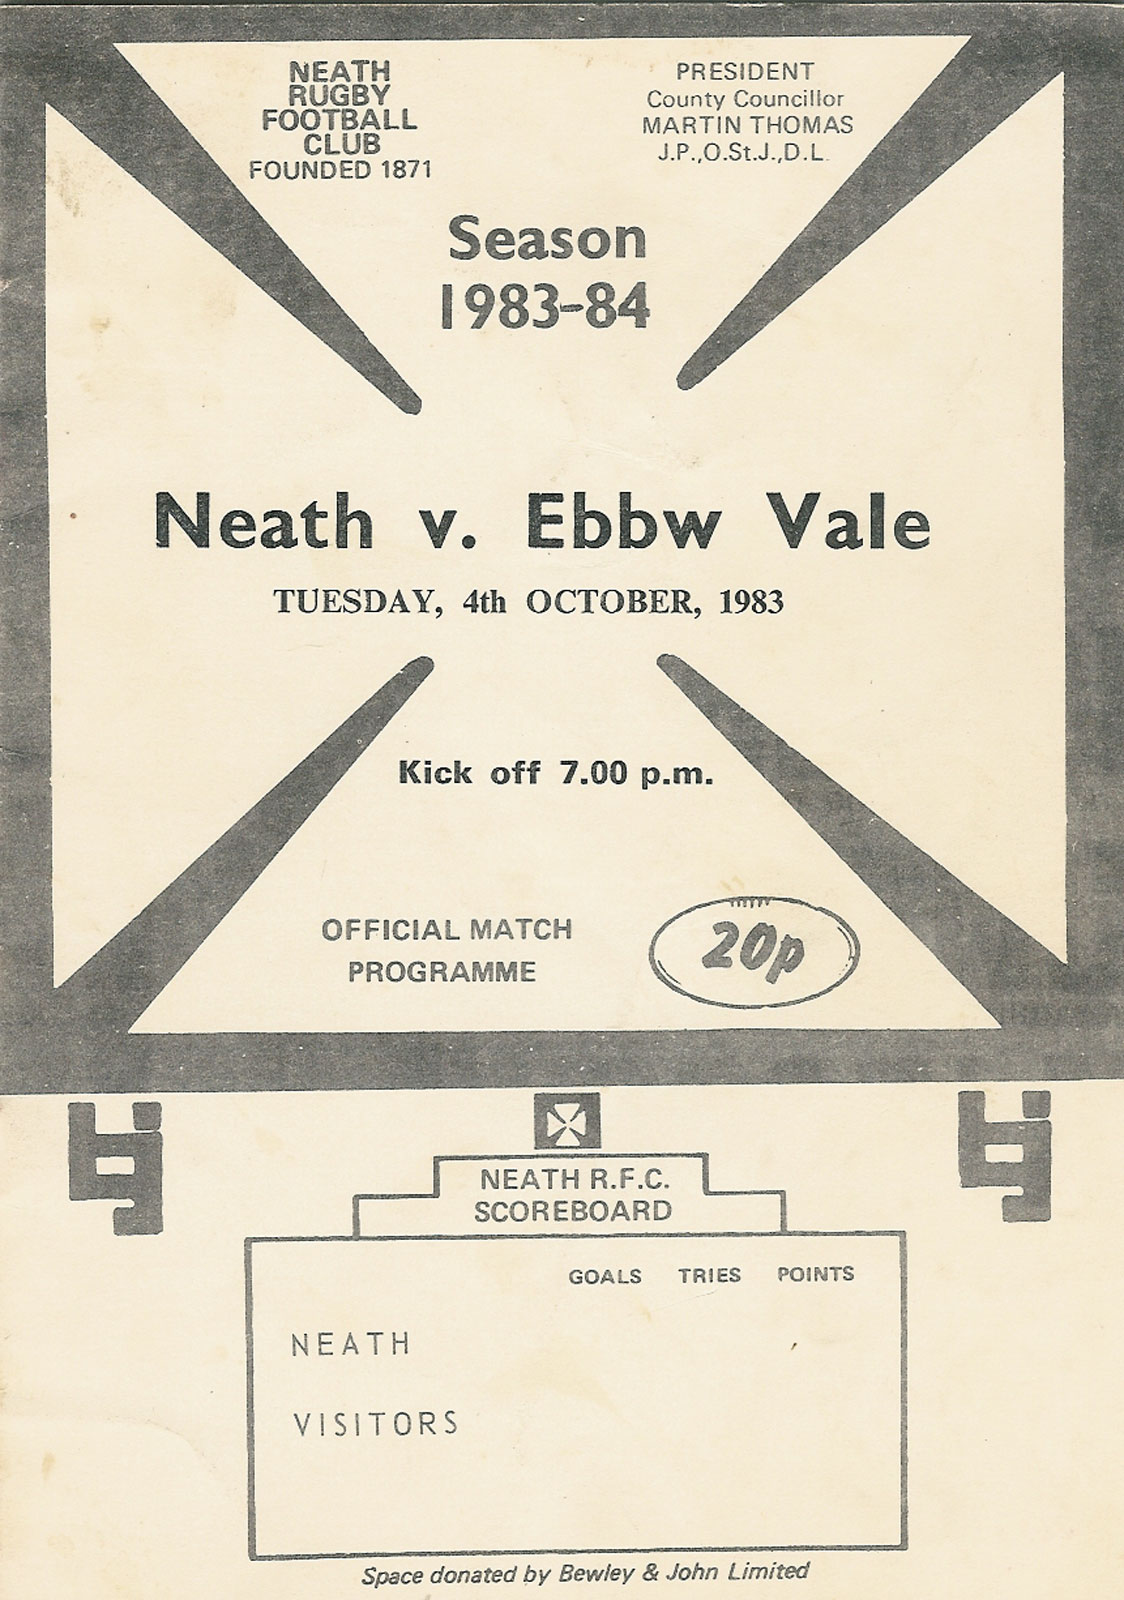 NEATH
RUGBY
FOOTBALL
CLUB
FOUNDED 1871
PRESIDENT
County Councillor
MARTIN THOMAS
J.P.,O.St.J.,D.L.
Season
1983-84
Neath v. Ebbw Vale
TUESDAY, 4th OCTOBER, 1983
Kick off 7.00 p.m.
OFFICIAL MATCH
PROGRAMME
20p
NEATH R.F.C.
SCOREBOARD
GOALS TRIES POINTS
NEATH
VISITORS
Space donated by Bewley & John Limited